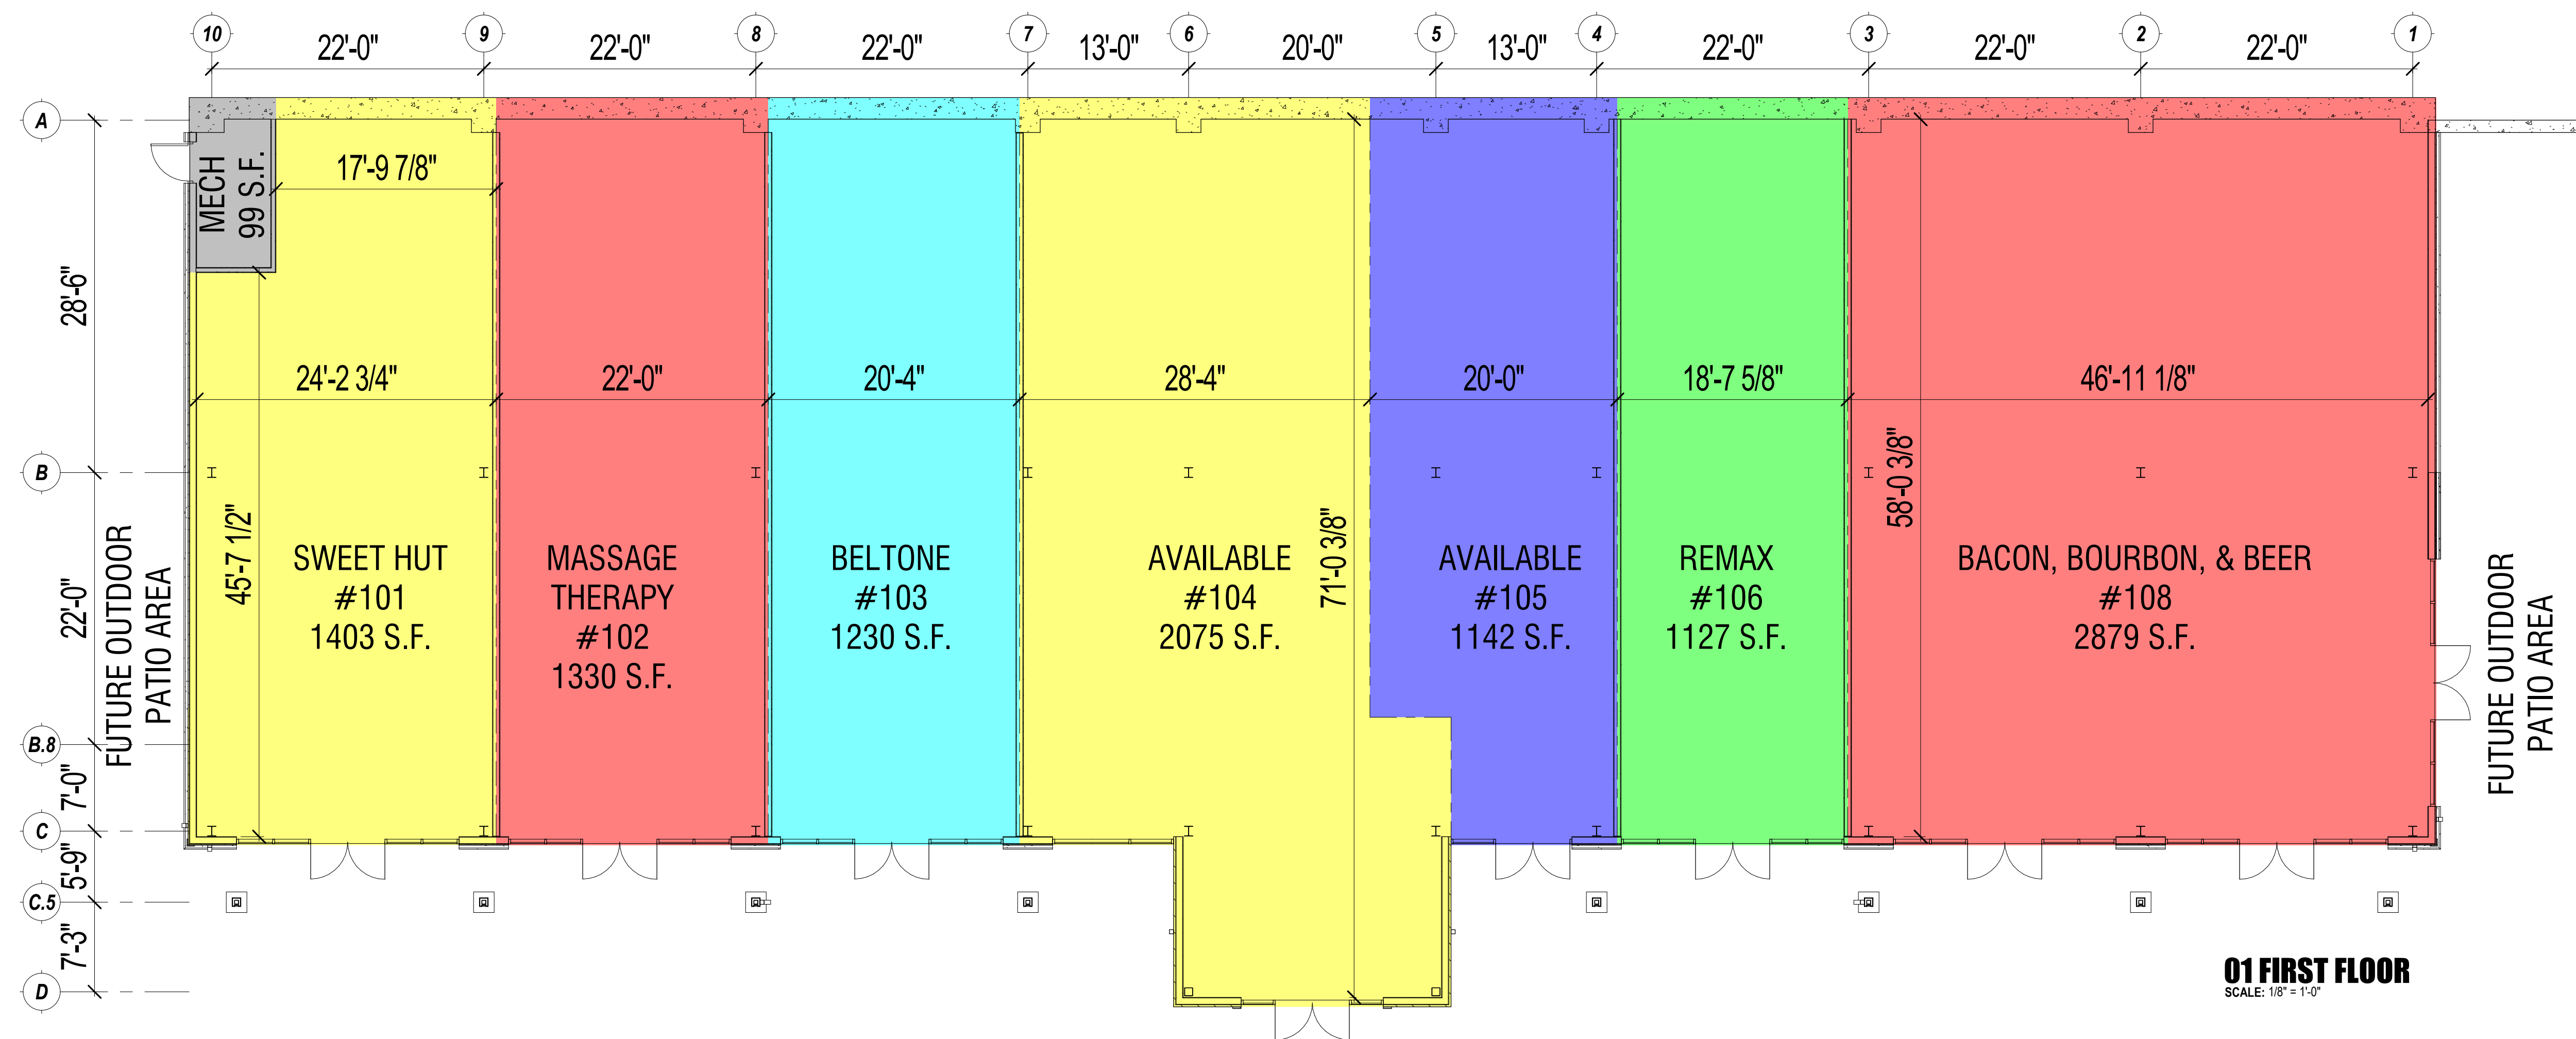 10 9 8 7 6 5 4 3 2 1
22'-0" 22'-0" 22'-0" 13'-0" 20'-0" 13'-0" 22'-0" 22'-0" 22'-0"
A
28'-6"
B
22'-0"
B.8
7'-0"
C
5'-9"
C.5
7'-3"
D
FUTURE OUTDOOR
PATIO AREA
MECH
99 S.F.
17'-9 7/8"
24'-2 3/4" 22'-0" 20'-4" 28'-4" 20'-0" 18'-7 5/8" 46'-11 1/8"
45'-7 1/2"
SWEET HUT
#101
1403 S.F.
MASSAGE
THERAPY
#102
1330 S.F.
BELTONE
#103
1230 S.F.
AVAILABLE
#104
2075 S.F.
71'-0 3/8"
AVAILABLE
#105
1142 S.F.
REMAX
#106
1127 S.F.
58'-0 3/8"
BACON, BOURBON, & BEER
#108
2879 S.F.
FUTURE OUTDOOR
PATIO AREA
01 FIRST FLOOR
SCALE: 1/8" = 1'-0"